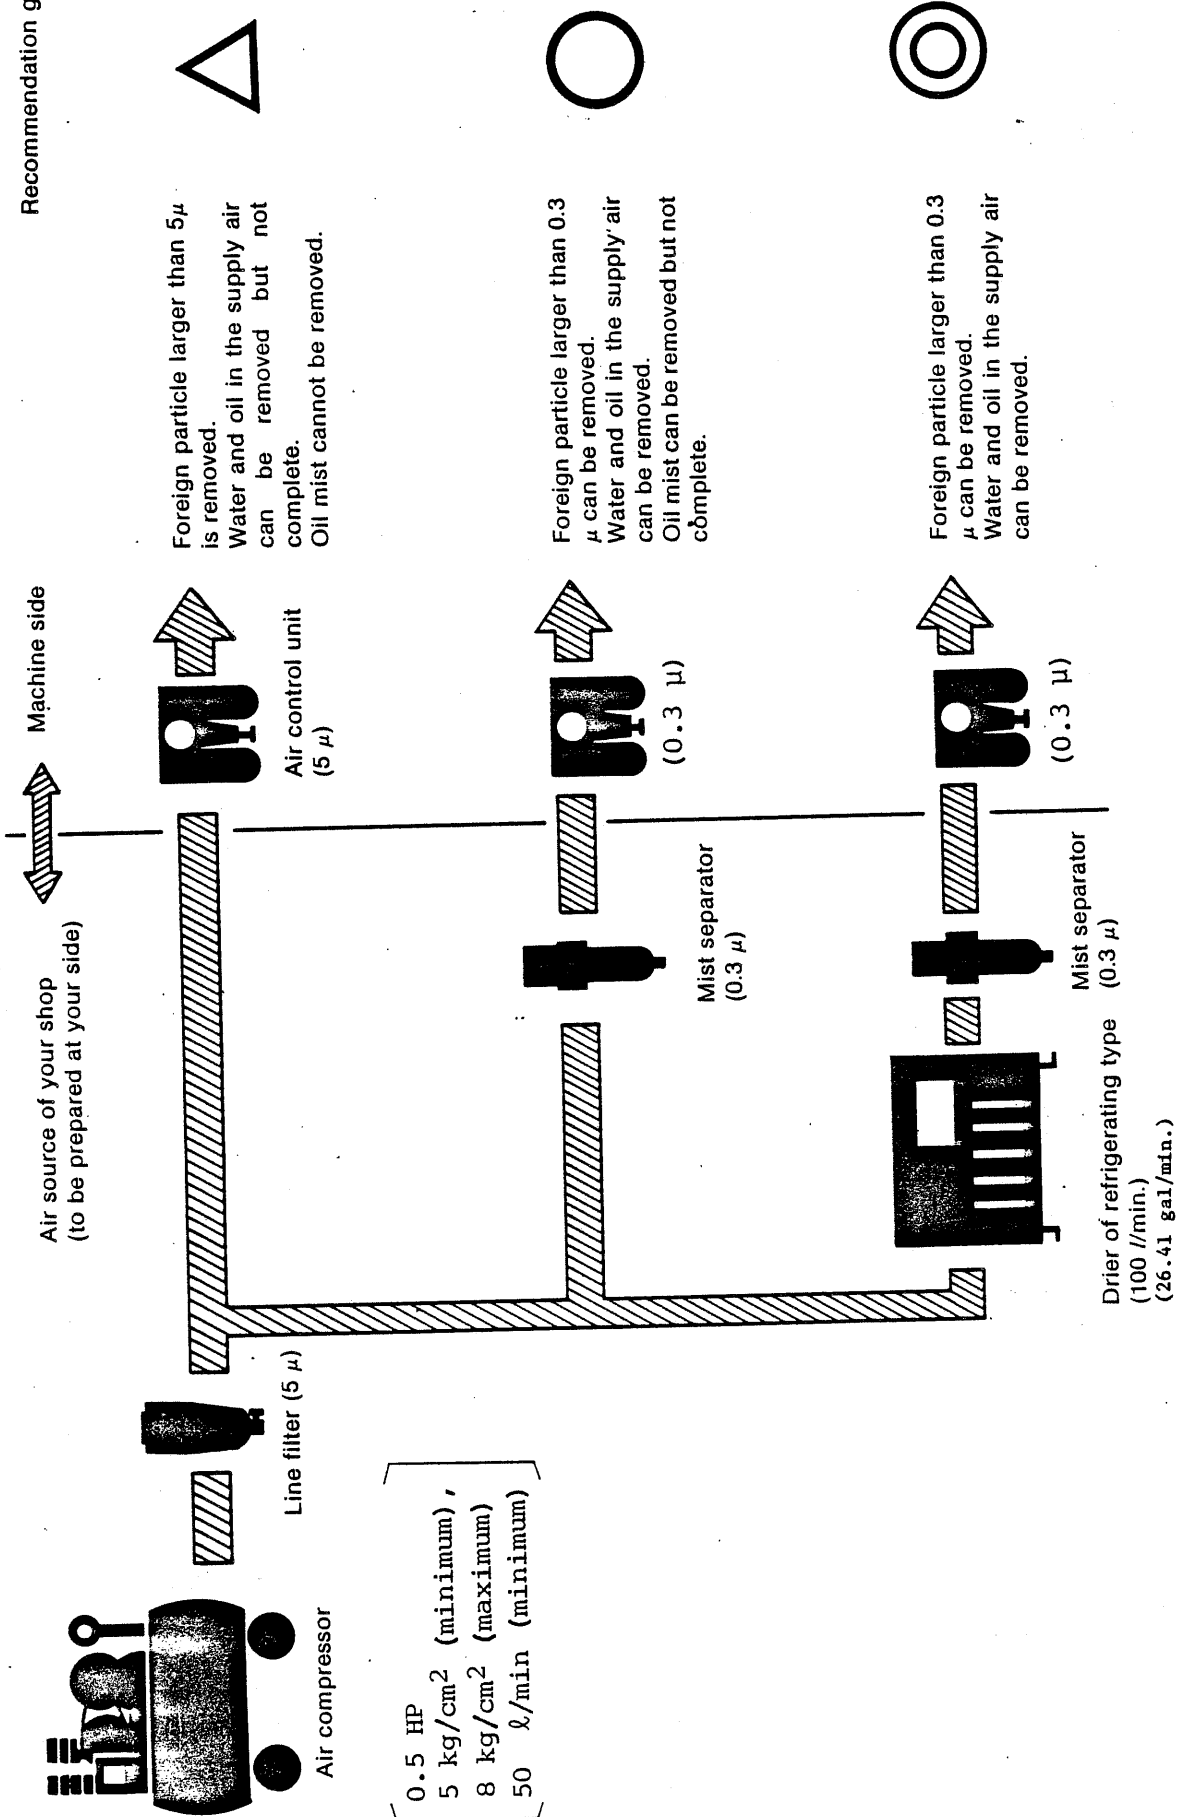 Recommendation g
Air source of your shop
(to be prepared at your side)
Machine side
Air compressor
0.5 HP
5 kg/cm² (minimum),
8 kg/cm² (maximum)
50 ℓ/min (minimum)
Line filter (5 μ)
Air control unit
(5 μ)
Foreign particle larger than 5μ
is removed.
Water and oil in the supply air
can be removed but not
complete.
Oil mist cannot be removed.
Mist separator
(0.3 μ)
(0.3 μ)
Foreign particle larger than 0.3
μ can be removed.
Water and oil in the supply air
can be removed.
Oil mist can be removed but not
complete.
Drier of refrigerating type
(100 l/min.)
(26.41 gal/min.)
Mist separator
(0.3 μ)
(0.3 μ)
Foreign particle larger than 0.3
μ can be removed.
Water and oil in the supply air
can be removed.